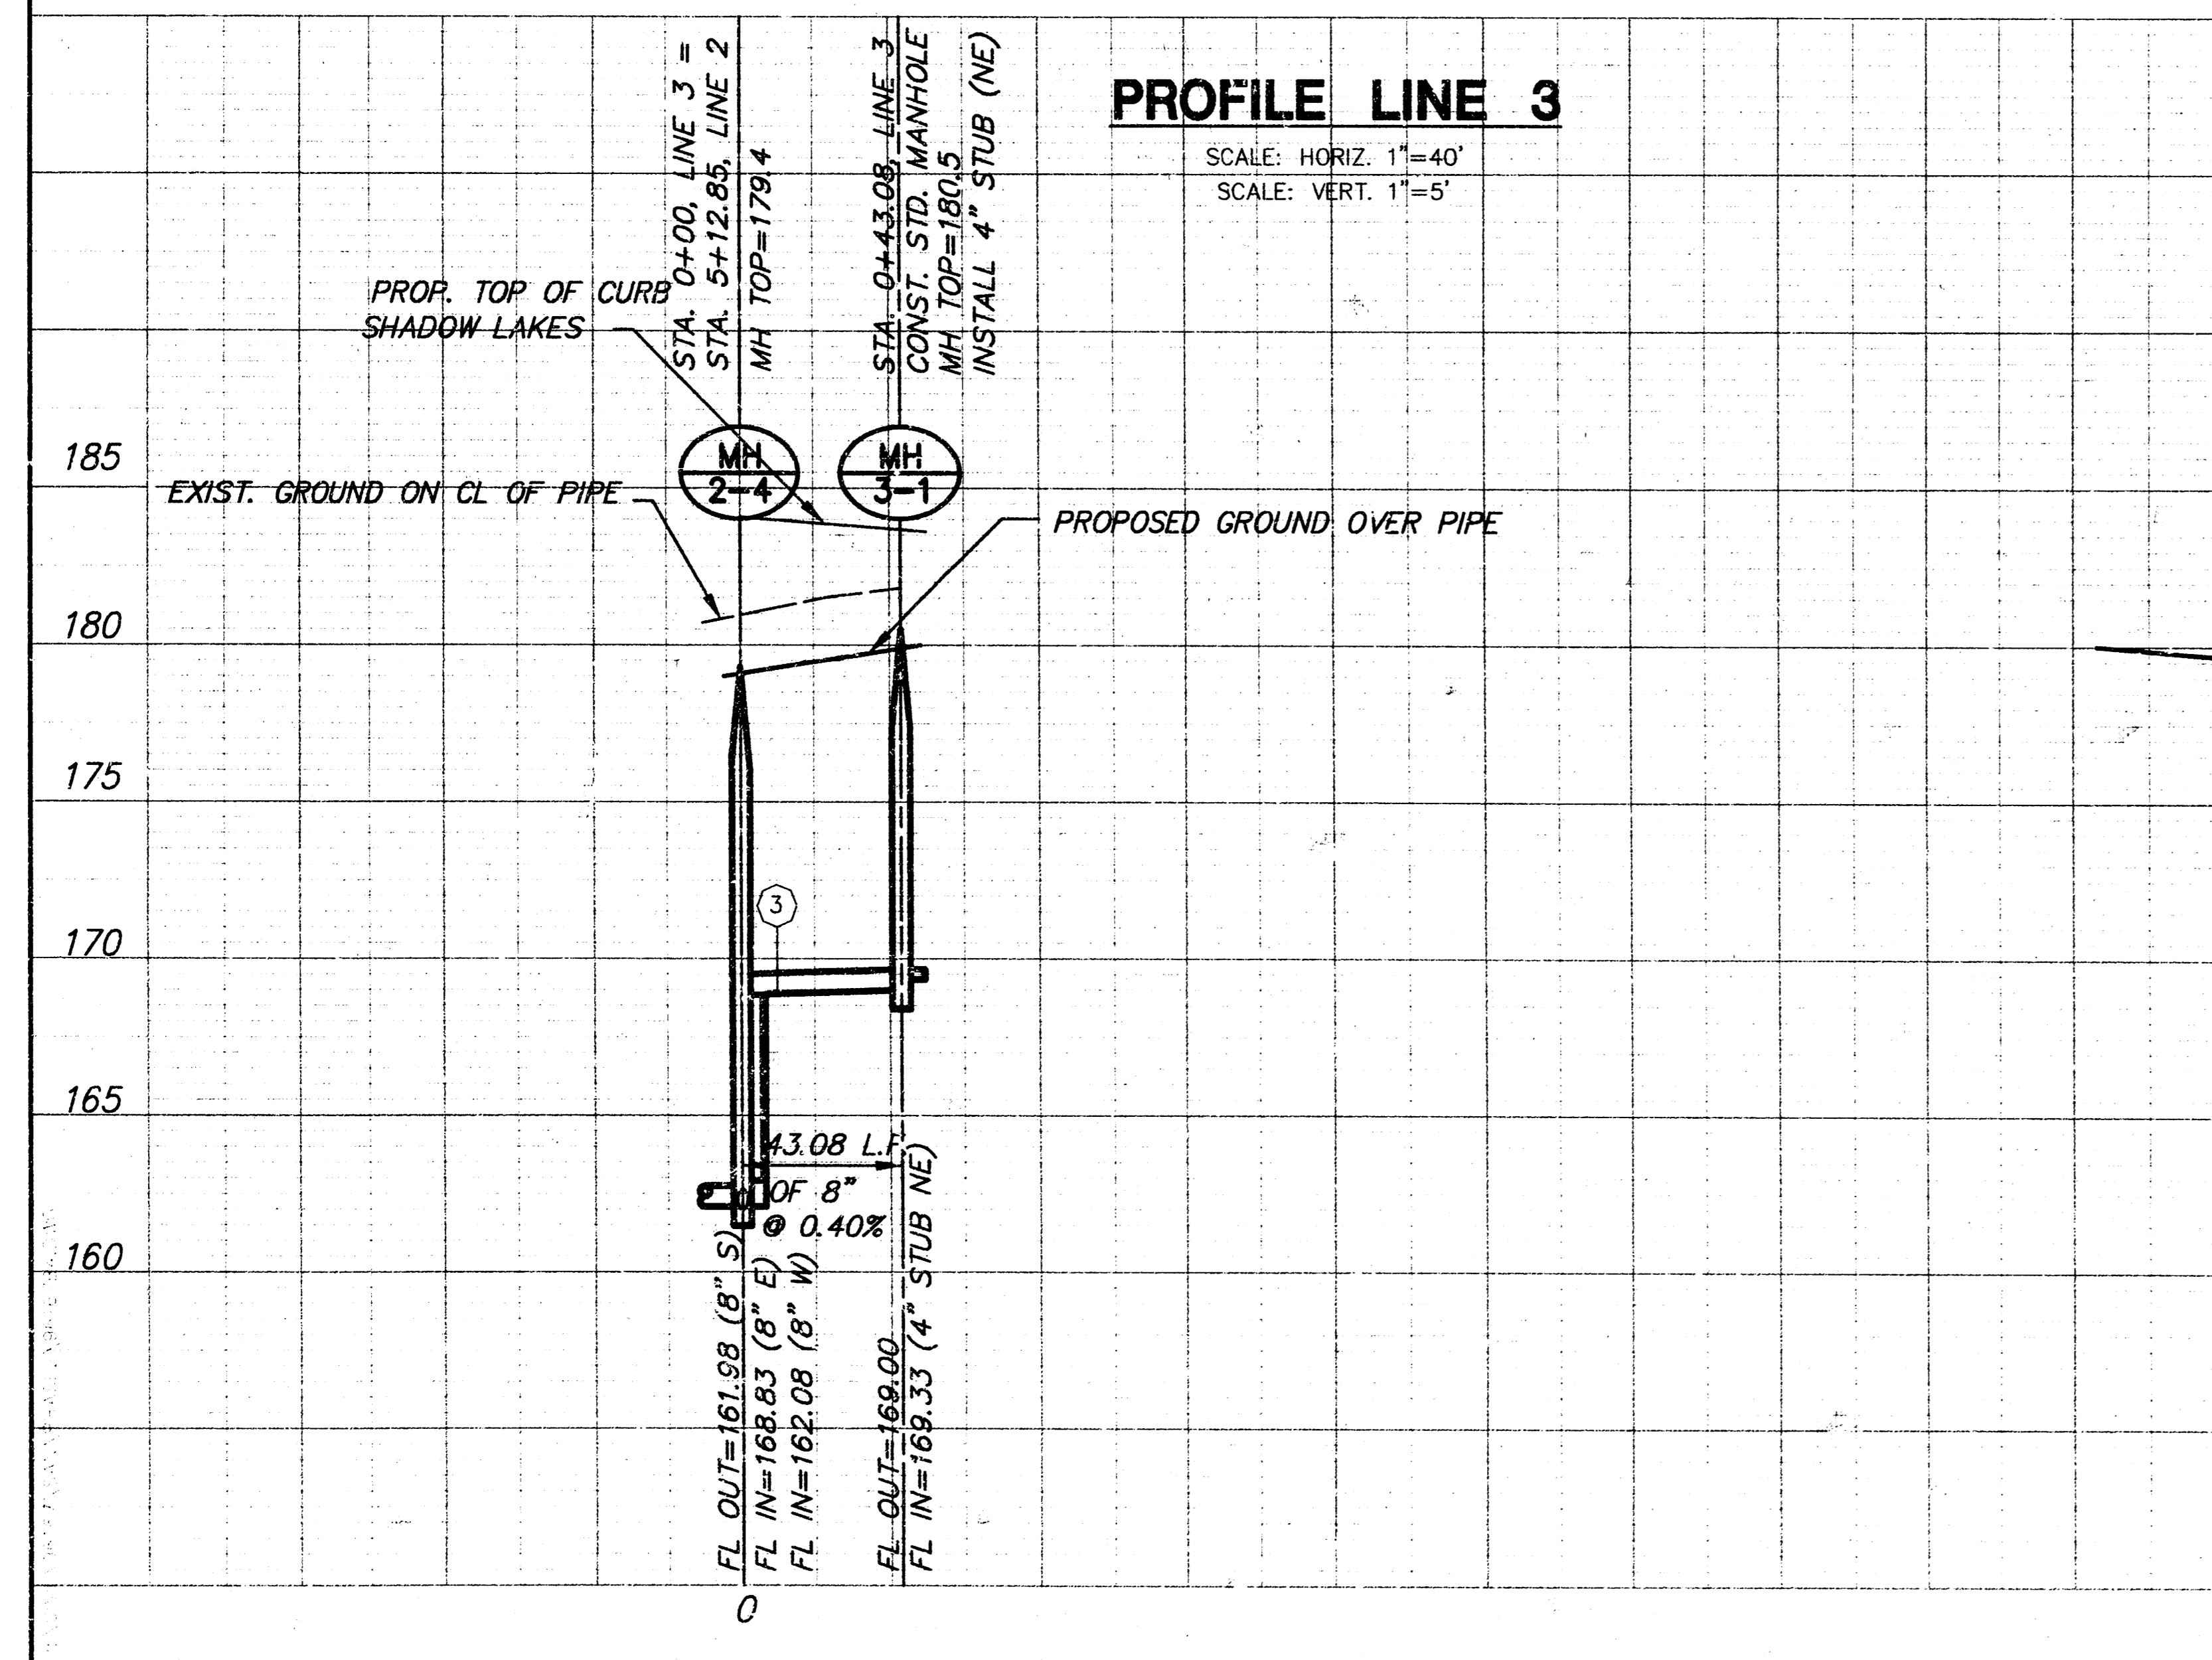 PROFILE LINE 3
SCALE: HORIZ. 1"=40'
SCALE: VERT. 1"=5'
STA. 0+00, LINE 3 =
STA. 5+12.85, LINE 2
MH TOP=179.4
STA. 0+43.08, LINE 3
CONST. STD. MANHOLE
MH TOP=180.5
INSTALL 4" STUB (NE)
PROP. TOP OF CURB
SHADOW LAKES
MH
2-4
MH
3-1
EXIST. GROUND ON CL OF PIPE
PROPOSED GROUND OVER PIPE
185
180
175
170
165
160
3
43.08 L.F.
OF 8"
@ 0.40%
FL OUT=161.98 (8" S)
FL IN=168.83 (8" E)
FL IN=162.08 (8" W)
FL OUT=169.00
FL IN=169.33 (4" STUB NE)
0